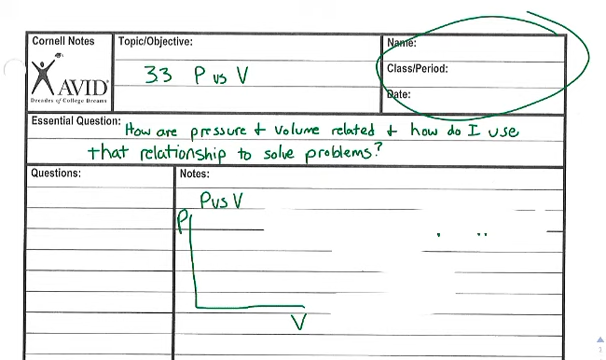 Cornell Notes
Topic/Objective:
33 P vs V
Name:
Class/Period:
Date:
AVID
Decades of College Dreams
Essential Question: How are pressure + volume related + how do I use
that relationship to solve problems?
Questions:
Notes:
P vs V
P
V
1